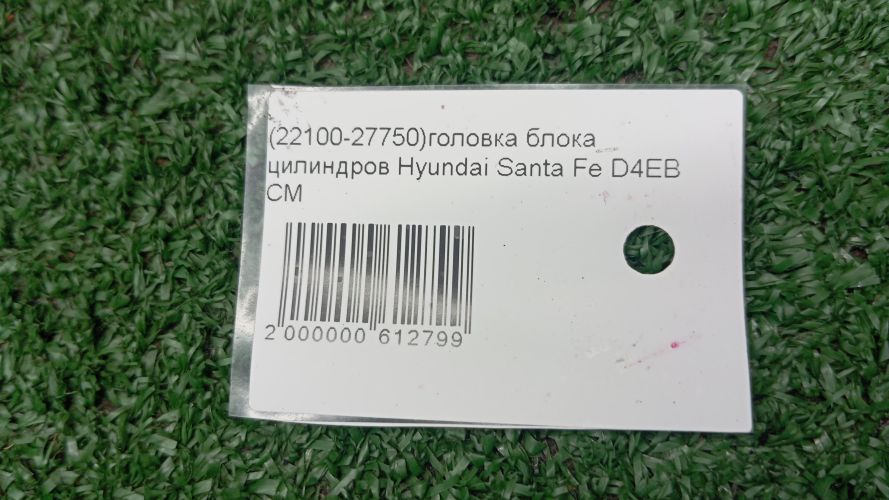 (22100-27750)головка блока
цилиндров Hyundai Santa Fe D4EB
CM
2 000000 612799